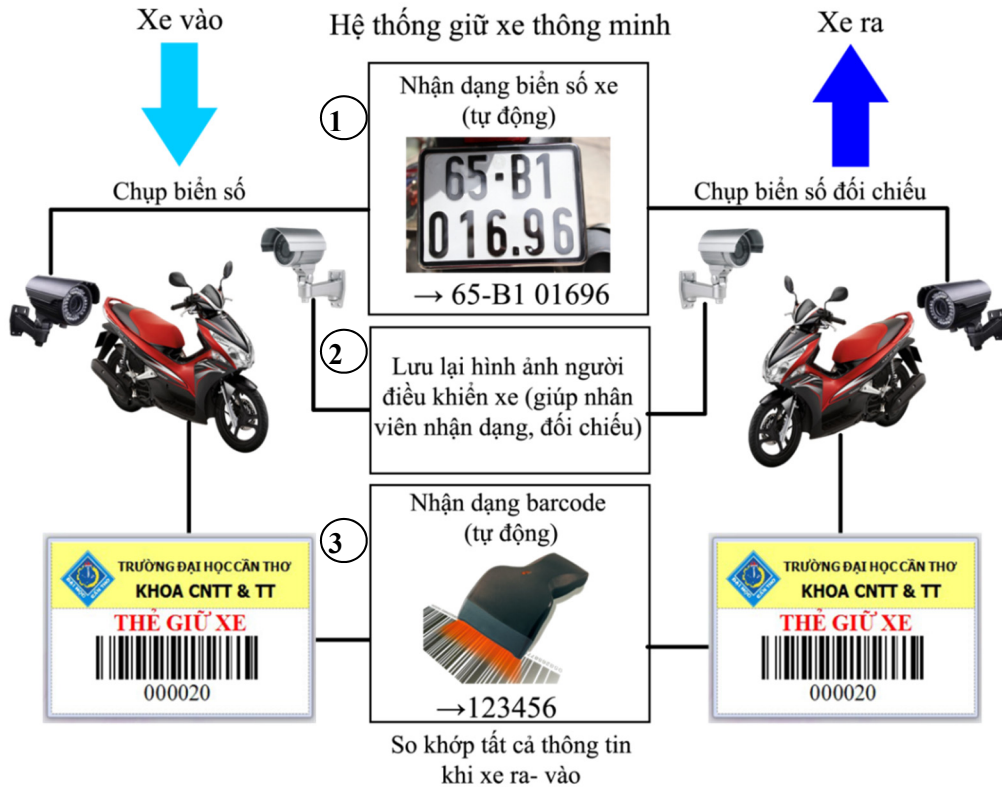 Xe vào
Hệ thống giữ xe thông minh
Xe ra
1
Nhận dạng biển số xe
(tự động)
65-B1
016.96
→ 65-B1 01696
Chụp biển số
Chụp biển số đối chiếu
2
Lưu lại hình ảnh người
điều khiển xe (giúp nhân
viên nhận dạng, đối chiếu)
3
Nhận dạng barcode
(tự động)
→123456
TRƯỜNG ĐẠI HỌC CẦN THƠ
KHOA CNTT & TT
THẺ GIỮ XE
000020
TRƯỜNG ĐẠI HỌC CẦN THƠ
KHOA CNTT & TT
THẺ GIỮ XE
000020
So khớp tất cả thông tin
khi xe ra- vào